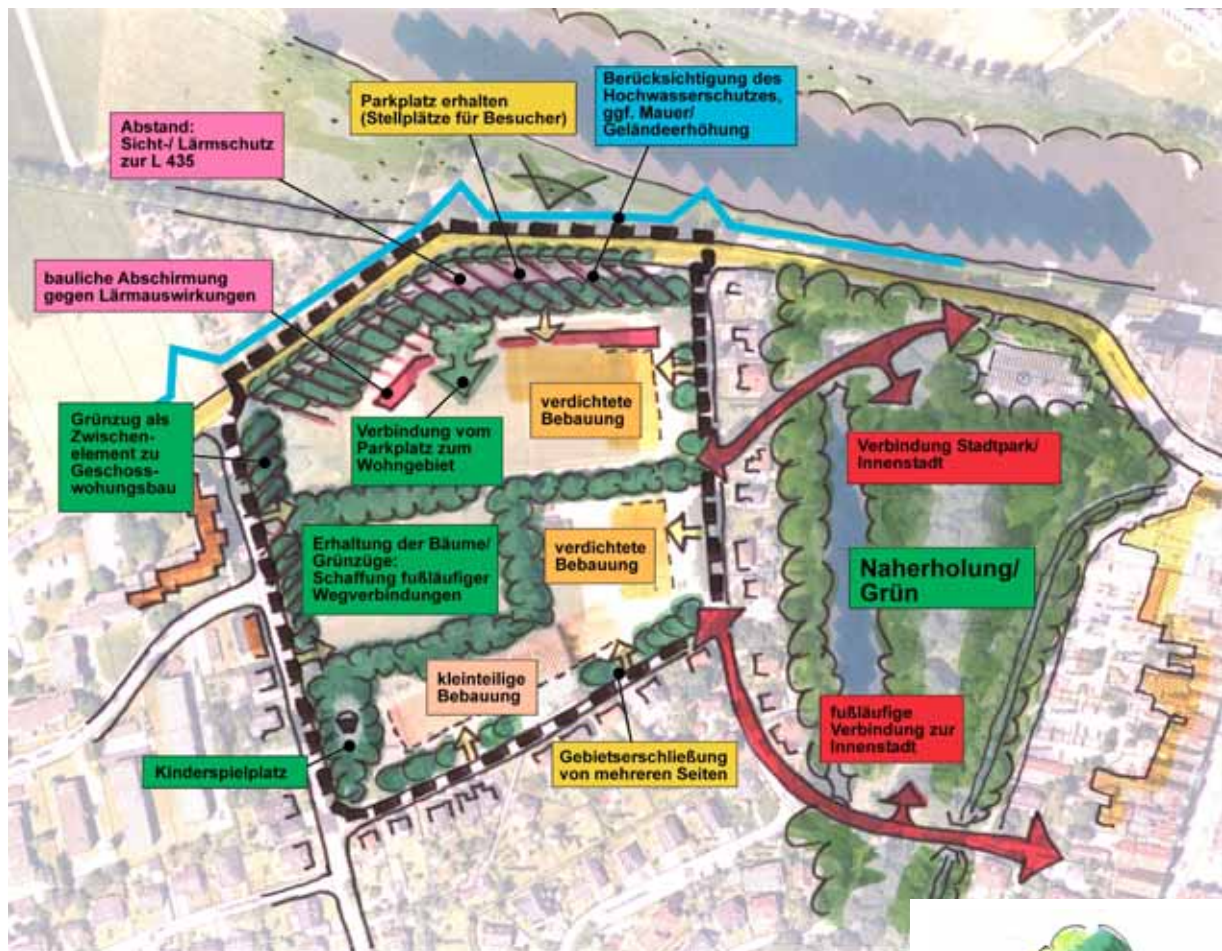 Berücksichtigung des
Hochwasserschutzes,
ggf. Mauer/
Geländeerhöhung
Parkplatz erhalten
(Stellplätze für Besucher)
Abstand:
Sicht-/ Lärmschutz
zur L 435
bauliche Abschirmung
gegen Lärmauswirkungen
Grünzug als
Zwischen-
element zu
Geschoss-
wohungsbau
Verbindung vom
Parkplatz zum
Wohngebiet
verdichtete
Bebauung
Verbindung Stadtpark/
Innenstadt
Erhaltung der Bäume/
Grünzüge:
Schaffung fußläufiger
Wegverbindungen
verdichtete
Bebauung
Naherholung/
Grün
kleinteilige
Bebauung
fußläufige
Verbindung zur
Innenstadt
Kinderspielplatz
Gebietserschließung
von mehreren Seiten